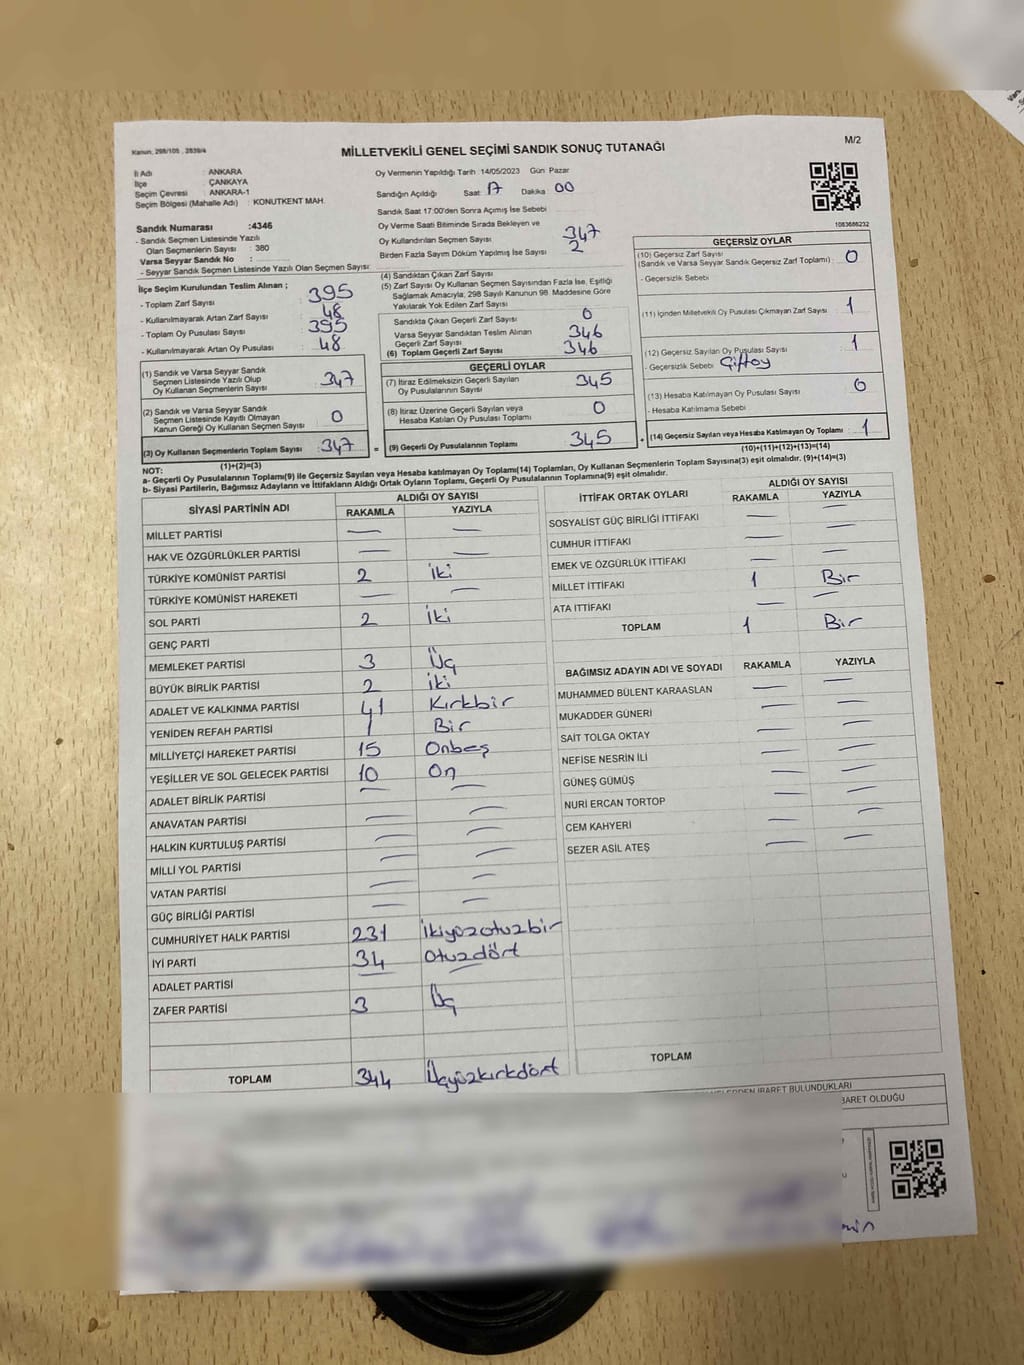 Kanun, 298/105 , 2839/4
M/2
MİLLETVEKİLİ GENEL SEÇİMİ SANDIK SONUÇ TUTANAĞI
İl Adı : ANKARA
İlçe : ÇANKAYA
Seçim Çevresi : ANKARA-1
Seçim Bölgesi (Mahalle Adı) : KONUTKENT MAH.
Oy Vermenin Yapıldığı Tarih 14/05/2023 Gün Pazar
Sandığın Açıldığı Saat 17 Dakika 00
Sandık Saat 17:00'den Sonra Açımış İse Sebebi
Sandık Numarası :4346
- Sandık Seçmen Listesinde Yazılı
Olan Seçmenlerin Sayısı : 380
Varsa Seyyar Sandık No :
- Seyyar Sandık Seçmen Listesinde Yazılı Olan Seçmen Sayısı:
Oy Verme Saati Bitiminde Sırada Bekleyen ve
Oy Kullandırılan Seçmen Sayısı 347
Birden Fazla Sayım Döküm Yapılmış İse Sayısı 2
1083686232
İlçe Seçim Kurulundan Teslim Alınan ;
- Toplam Zarf Sayısı 395
- Kullanılmayarak Artan Zarf Sayısı 48
- Toplam Oy Pusulası Sayısı 395
- Kullanılmayarak Artan Oy Pusulası 48
(4) Sandıktan Çıkan Zarf Sayısı
(5) Zarf Sayısı Oy Kullanan Seçmen Sayısından Fazla İse, Eşitliği
Sağlamak Amacıyla, 298 Sayılı Kanunun 98. Maddesine Göre
Yakılarak Yok Edilen Zarf Sayısı
Sandıkta Çıkan Geçerli Zarf Sayısı 0
Varsa Seyyar Sandıktan Teslim Alınan
Geçerli Zarf Sayısı 346
(6) Toplam Geçerli Zarf Sayısı 346
GEÇERSİZ OYLAR
(10) Geçersiz Zarf Sayısı
(Sandık ve Varsa Seyyar Sandık Geçersiz Zarf Toplamı) : 0
- Geçersizlik Sebebi
(11) İçinden Milletvekili Oy Pusulası Çıkmayan Zarf Sayısı : 1
(12) Geçersiz Sayılan Oy Pusulası Sayısı : 1
- Geçersizlik Sebebi Çiftoy
(13) Hesaba Katılmayan Oy Pusulası Sayısı : 0
- Hesaba Katılmama Sebebi
(14) Geçersiz Sayılan veya Hesaba Katılmayan Oy Toplamı : 1
(10)+(11)+(12)+(13)=(14)
(1) Sandık ve Varsa Seyyar Sandık
Seçmen Listesinde Yazılı Olup
Oy Kullanan Seçmenlerin Sayısı : 347
(2) Sandık ve Varsa Seyyar Sandık
Seçmen Listesinde Kayıtlı Olmayan
Kanun Gereği Oy Kullanan Seçmen Sayısı 0
(3) Oy Kullanan Seçmenlerin Toplam Sayısı : 347
(1)+(2)=(3)
GEÇERLİ OYLAR
(7) İtiraz Edilmeksizin Geçerli Sayılan
Oy Pusulalarının Sayısı 345
(8) İtiraz Üzerine Geçerli Sayılan veya
Hesaba Katılan Oy Pusulası Toplamı 0
= (9) Geçerli Oy Pusulalarının Toplamı 345 +
NOT:
a- Geçerli Oy Pusulalarının Toplamı(9) ile Geçersiz Sayılan veya Hesaba katılmayan Oy Toplamı(14) Toplamları, Oy Kullanan Seçmenlerin Toplam Sayısına(3) eşit olmalıdır. (9)+(14)=(3)
b- Siyasi Partilerin, Bağımsız Adayların ve İttifakların Aldığı Ortak Oyların Toplamı, Geçerli Oy Pusulalarının Toplamına(9) eşit olmalıdır.
SİYASİ PARTİNİN ADI ALDIĞI OY SAYISI
RAKAMLA YAZIYLA
MİLLET PARTİSİ — —
HAK VE ÖZGÜRLÜKLER PARTİSİ — —
TÜRKİYE KOMÜNİST PARTİSİ 2 iki
TÜRKİYE KOMÜNİST HAREKETİ — —
SOL PARTİ 2 iki
GENÇ PARTİ
MEMLEKET PARTİSİ 3 Üç
BÜYÜK BİRLİK PARTİSİ 2 iki
ADALET VE KALKINMA PARTİSİ 41 Kırkbir
YENİDEN REFAH PARTİSİ 1 Bir
MİLLİYETÇİ HAREKET PARTİSİ 15 Onbeş
YEŞİLLER VE SOL GELECEK PARTİSİ 10 On
ADALET BİRLİK PARTİSİ — —
ANAVATAN PARTİSİ — —
HALKIN KURTULUŞ PARTİSİ — —
MİLLİ YOL PARTİSİ — —
VATAN PARTİSİ — —
GÜÇ BİRLİĞİ PARTİSİ — —
CUMHURİYET HALK PARTİSİ 231 ikiyüzotuzbir
İYİ PARTİ 34 Otuzdört
ADALET PARTİSİ — —
ZAFER PARTİSİ 3 Üç
TOPLAM 344 Üçyüzkırkdört
İTTİFAK ORTAK OYLARI ALDIĞI OY SAYISI
RAKAMLA YAZIYLA
SOSYALİST GÜÇ BİRLİĞİ İTTİFAKI — —
CUMHUR İTTİFAKI — —
EMEK VE ÖZGÜRLÜK İTTİFAKI — —
MİLLET İTTİFAKI 1 Bir
ATA İTTİFAKI — —
TOPLAM 1 Bir
BAĞIMSIZ ADAYIN ADI VE SOYADI RAKAMLA YAZIYLA
MUHAMMED BÜLENT KARAASLAN — —
MUKADDER GÜNERİ — —
SAİT TOLGA OKTAY — —
NEFİSE NESRİN İLİ — —
GÜNEŞ GÜMÜŞ — —
NURİ ERCAN TORTOP — —
CEM KAHYERİ — —
SEZER ASİL ATEŞ — —
TOPLAM
İBARET BULUNDUKLARI
BARET OLDUĞU